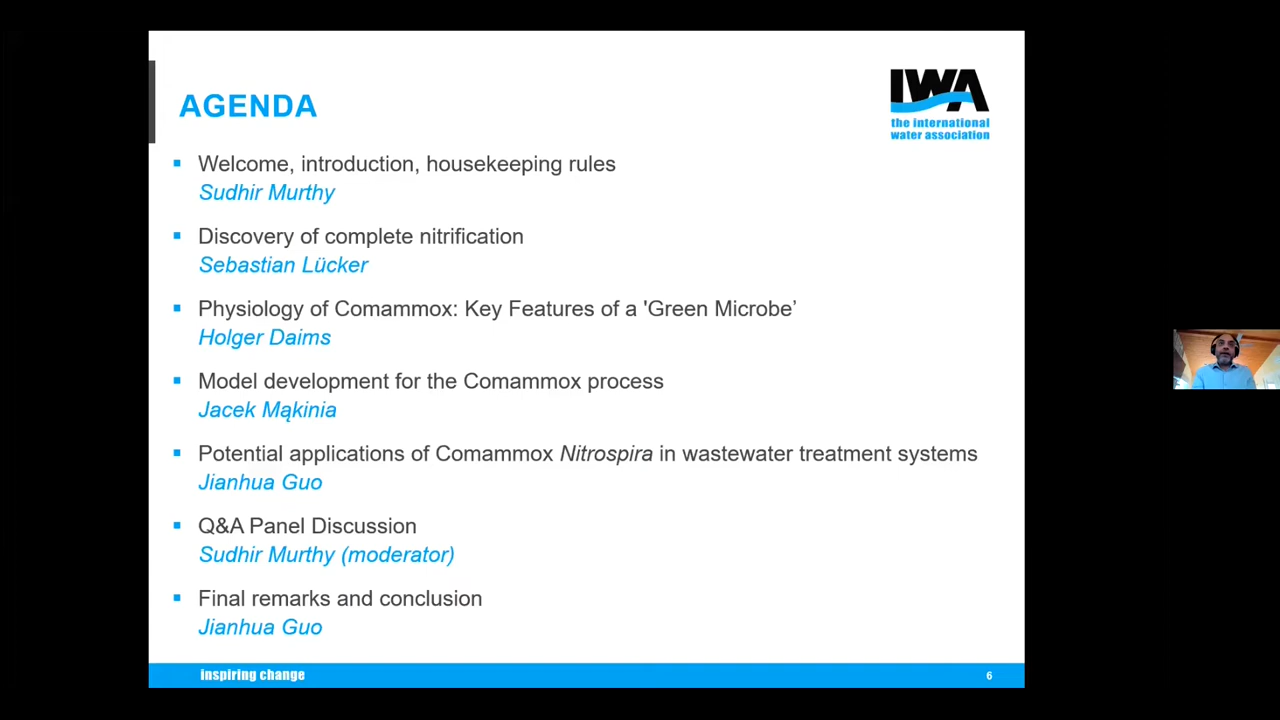 AGENDA
IWA
the international
water association
Welcome, introduction, housekeeping rules
Sudhir Murthy
Discovery of complete nitrification
Sebastian Lücker
Physiology of Comammox: Key Features of a 'Green Microbe’
Holger Daims
Model development for the Comammox process
Jacek Mąkinia
Potential applications of Comammox Nitrospira in wastewater treatment systems
Jianhua Guo
Q&A Panel Discussion
Sudhir Murthy (moderator)
Final remarks and conclusion
Jianhua Guo
inspiring change
6